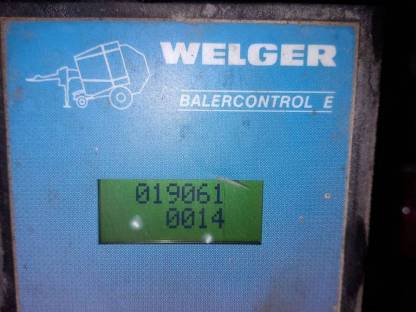 WELGER
BALERCONTROL E
019061
0014